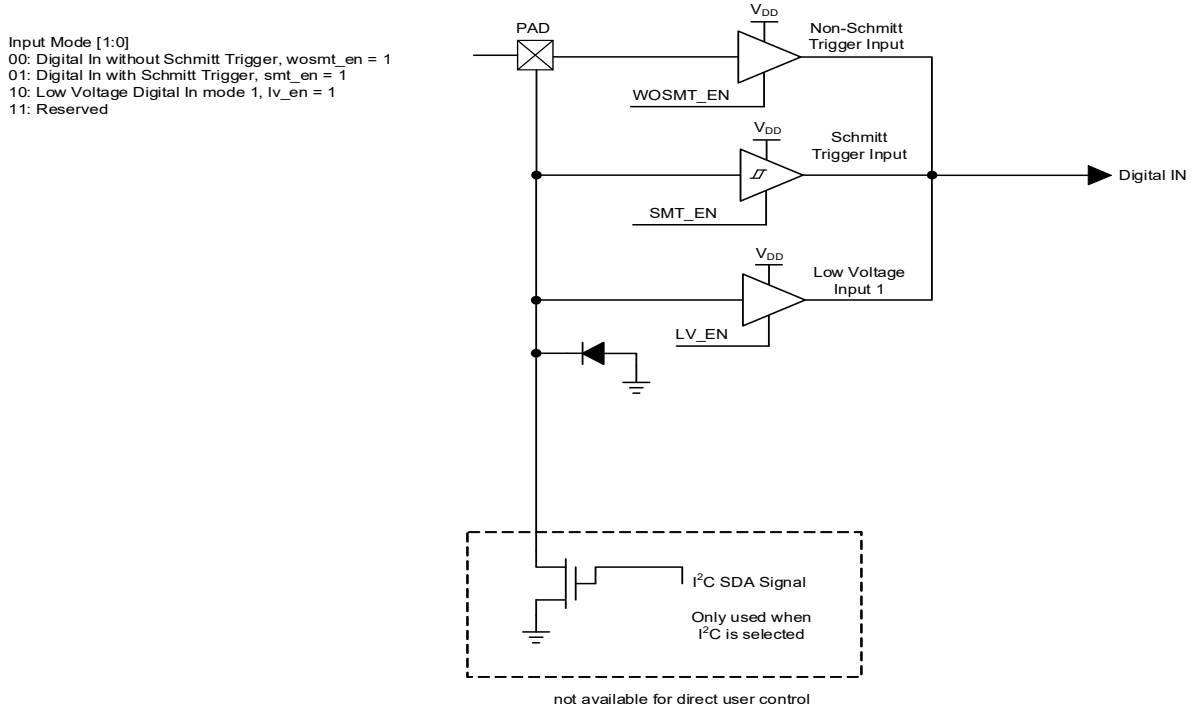 Input Mode [1:0]
00: Digital In without Schmitt Trigger, wosmt_en = 1
01: Digital In with Schmitt Trigger, smt_en = 1
10: Low Voltage Digital In mode 1, lv_en = 1
11: Reserved
PAD
VDD
Non-Schmitt
Trigger Input
WOSMT_EN
VDD
Schmitt
Trigger Input
SMT_EN
Digital IN
VDD
Low Voltage
Input 1
LV_EN
I²C SDA Signal
Only used when
I²C is selected
not available for direct user control